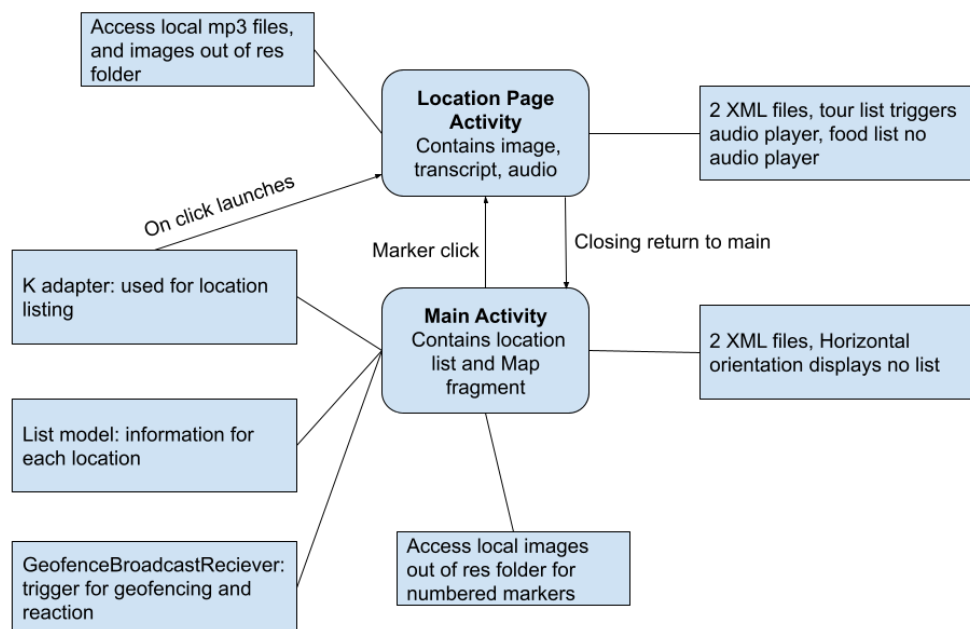 Access local mp3 files,
and images out of res
folder
Location Page
Activity
Contains image,
transcript, audio
2 XML files, tour list triggers
audio player, food list no
audio player
On click launches
Marker click
Closing return to main
K adapter: used for location
listing
Main Activity
Contains location
list and Map
fragment
2 XML files, Horizontal
orientation displays no list
List model: information for
each location
GeofenceBroadcastReciever:
trigger for geofencing and
reaction
Access local images
out of res folder for
numbered markers